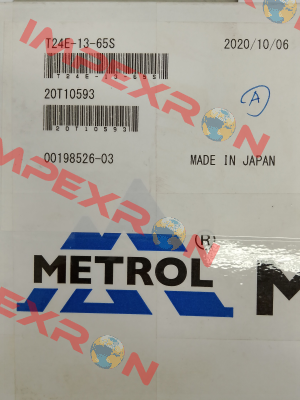 T24E-13-65S 2020/10/06
T24E-13-65S
20T10593
20T10593
A
00198526-03 MADE IN JAPAN
IMPEXRON
IMPEXRON
IMPEXRON
METROL® M